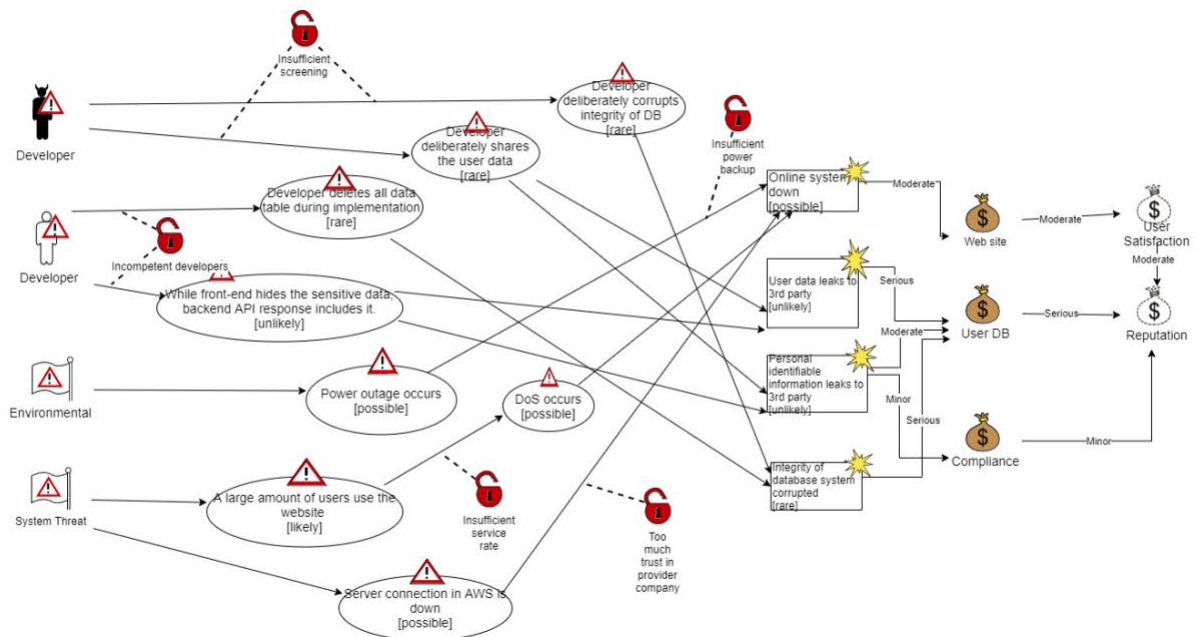 Insufficient
screening
Developer
Developer
deliberately corrupts
integrity of DB
[rare]
Developer
deliberately shares
the user data
[rare]
Insufficient
power
backup
Developer deletes all data
table during implementation
[rare]
Developer
Incompetent developers
While front-end hides the sensitive data,
backend API response includes it.
[unlikely]
Online system
down
[possible]
Moderate
Web site
Moderate
User
Satisfaction
Moderate
User data leaks to
3rd party
[unlikely]
Serious
Moderate
User DB
Serious
Reputation
Environmental
Power outage occurs
[possible]
DoS occurs
[possible]
Personal
identifiable
information leaks to
3rd party
[unlikely]
Minor
Serious
Compliance
Minor
System Threat
A large amount of users use the
website
[likely]
Insufficient
service
rate
Too
much
trust in
provider
company
Integrity of
database system
corrupted
[rare]
Server connection in AWS is
down
[possible]